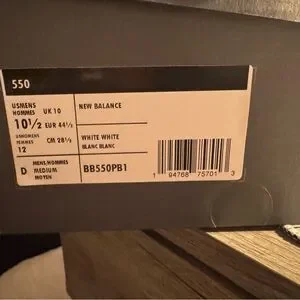 550
USMENS
HOMMES UK 10
10½ EUR 44½
USWOMENS
FEMMES CM 28½
12
NEW BALANCE
WHITE WHITE
BLANC BLANC
D MENS/HOMMES
MEDIUM
MOYEN
BB550PB1
1 94768 75701 3